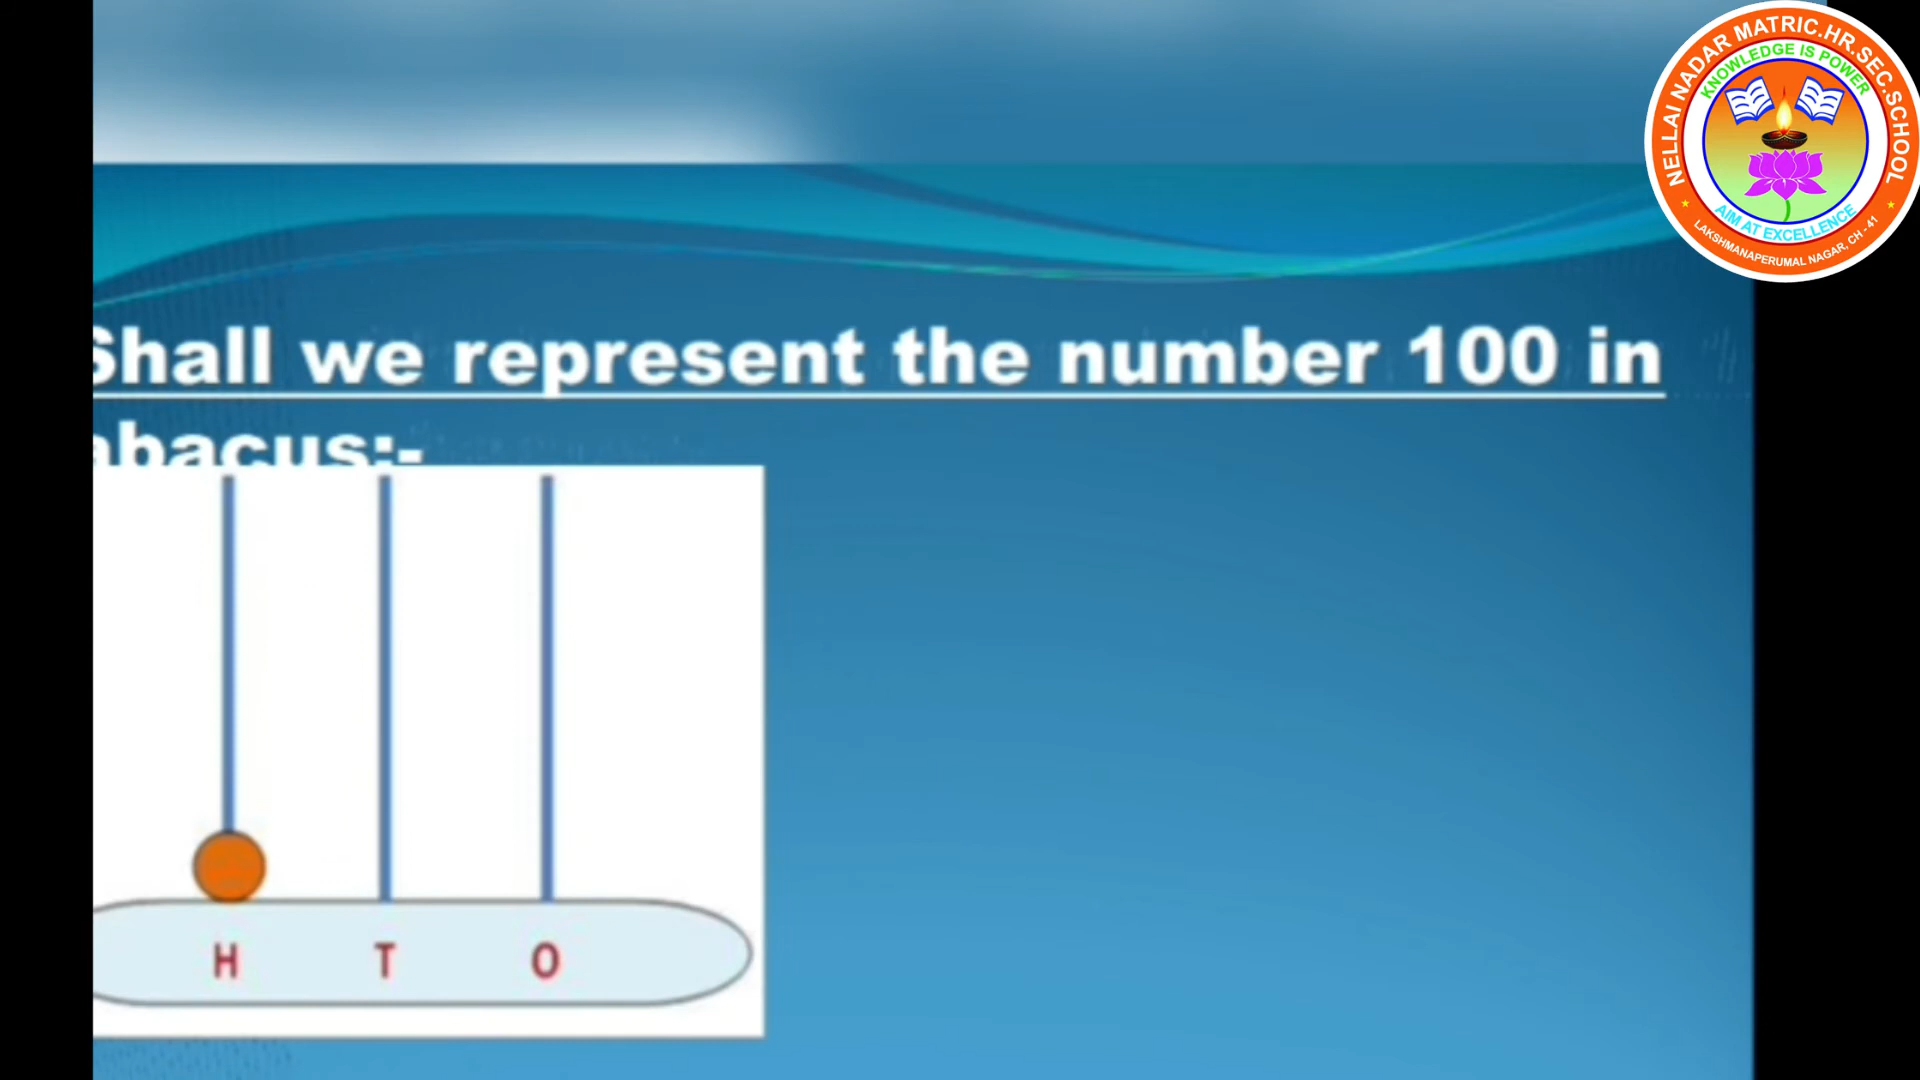 NELLAI NADAR MATRIC.HR.SEC.SCHOOL
KNOWLEDGE IS POWER
AIM AT EXCELLENCE
LAKSHMANAPERUMAL NAGAR, CH - 41
Shall we represent the number 100 in
abacus:-
H T O